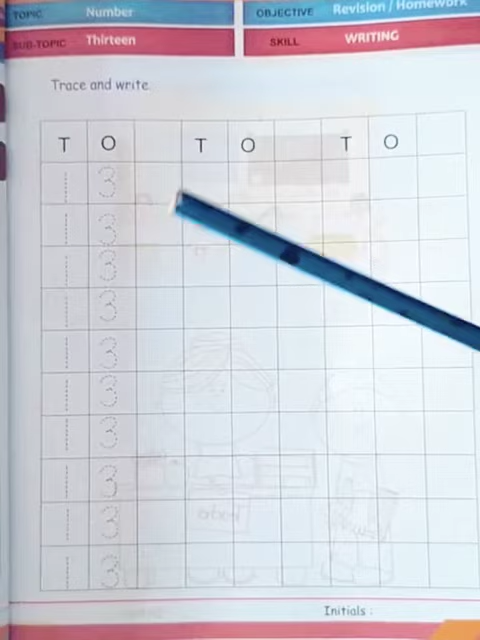 TOPIC Number OBJECTIVE Revision / Homework
SUB-TOPIC Thirteen SKILL WRITING
Trace and write
T O T O T O
1 3
1 3
1 3
1 3
1 3
1 3
1 3
1 3
1 3
1 3
Initials :